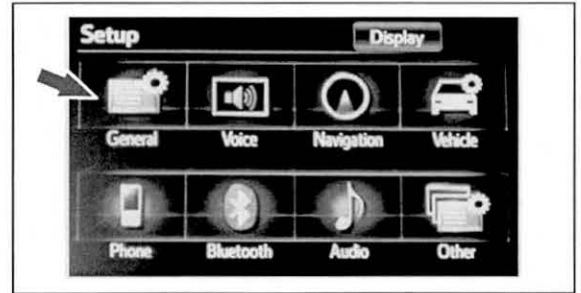 Setup Display
General Voice Navigation Vehicle
Phone Bluetooth Audio Other